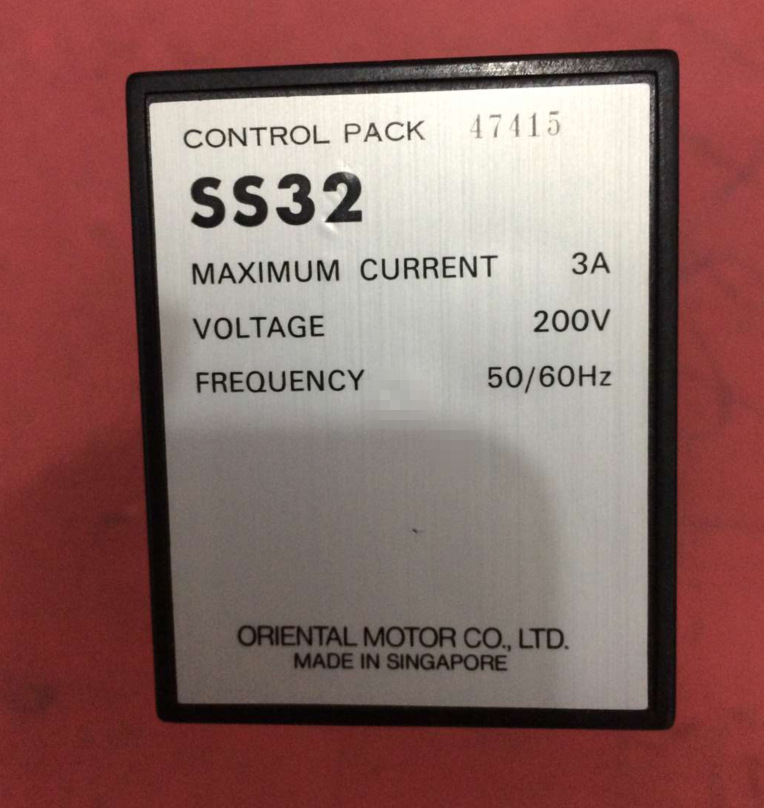 CONTROL PACK 47415
SS32
MAXIMUM CURRENT 3A
VOLTAGE 200V
FREQUENCY 50/60Hz
ORIENTAL MOTOR CO., LTD.
MADE IN SINGAPORE